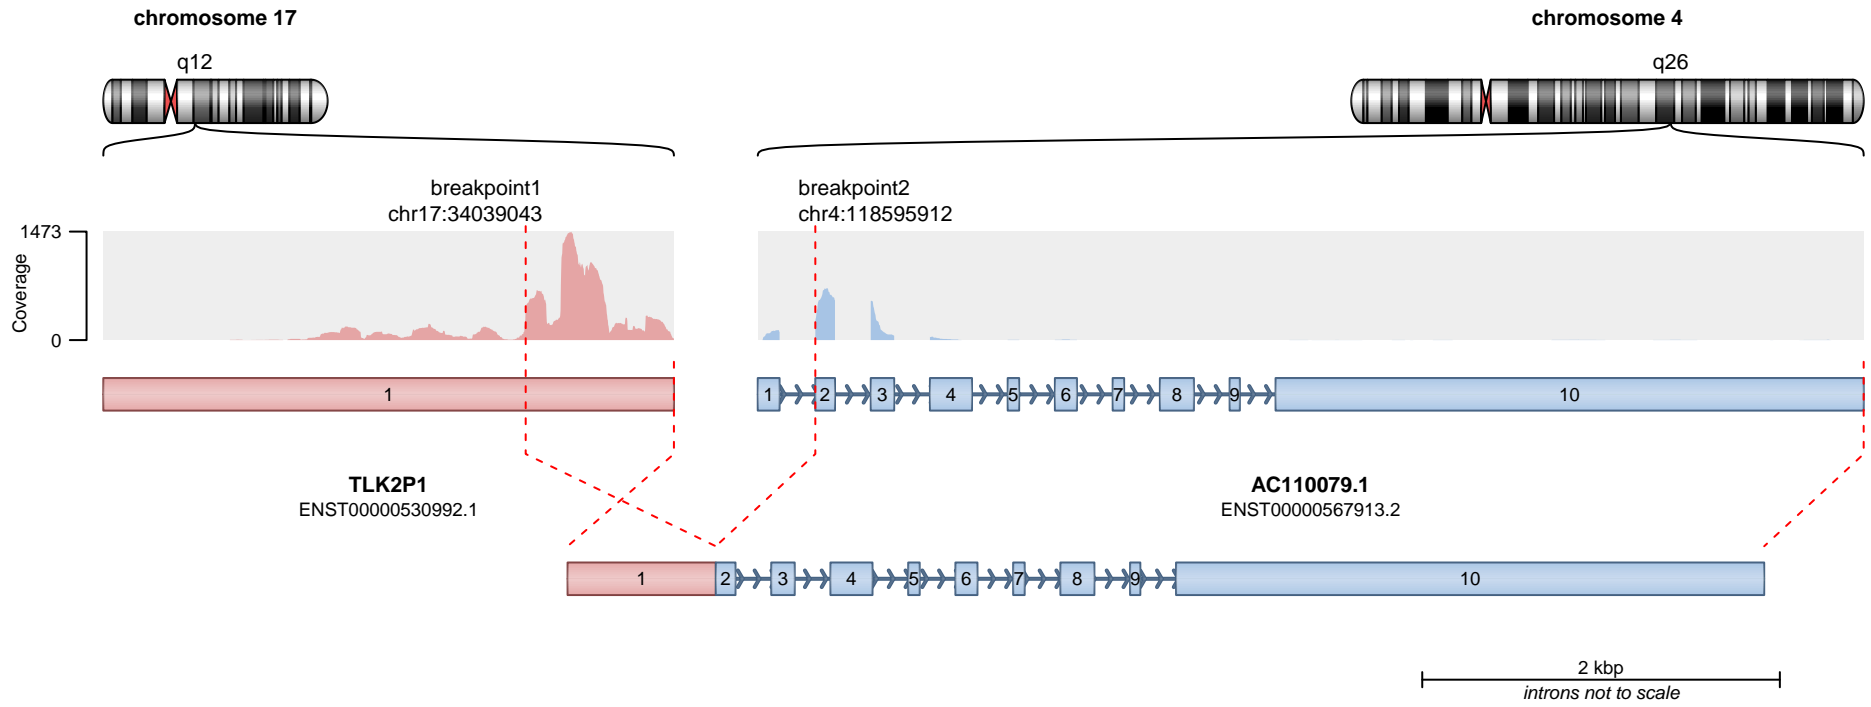 chromosome 17
chromosome 4
q12
q26
breakpoint1
chr17:34039043
breakpoint2
chr4:118595912
1473
0
Coverage
1
1 2 3 4 5 6 7 8 9 10
TLK2P1
ENST00000530992.1
AC110079.1
ENST00000567913.2
1 2 3 4 5 6 7 8 9 10
2 kbp
introns not to scale